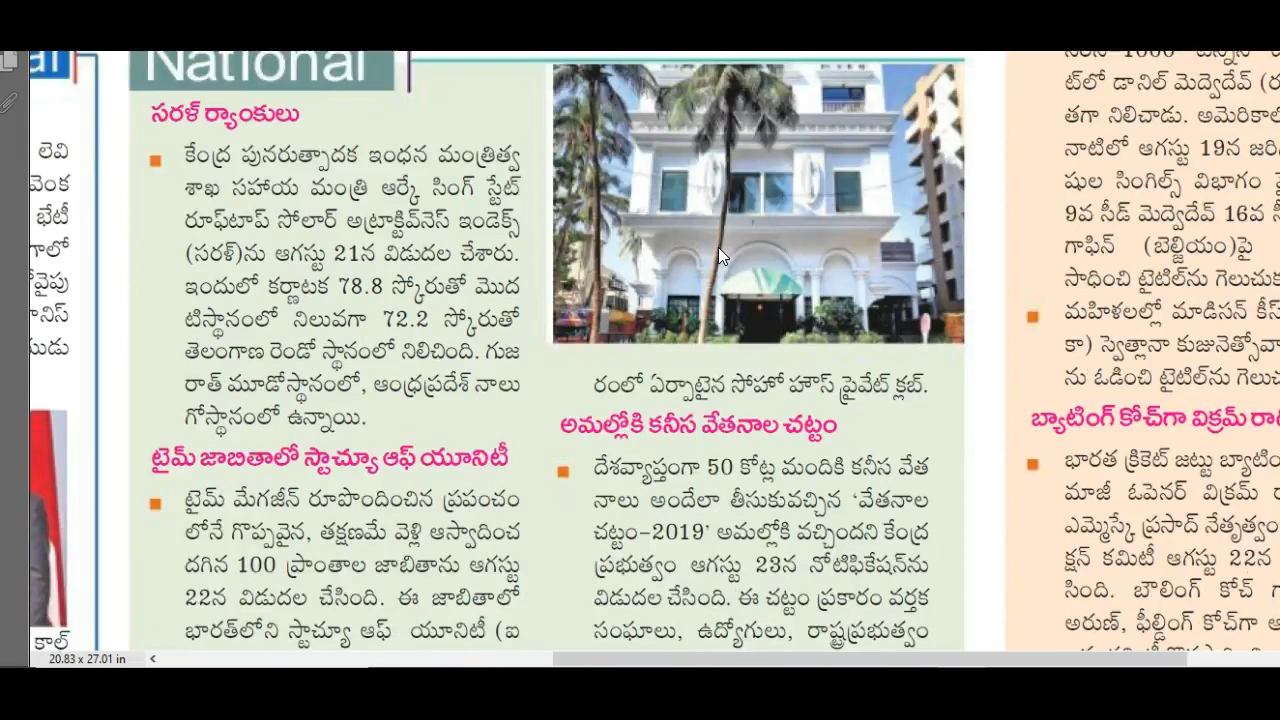 National
సరళ్ ర్యాంకులు
కేంద్ర పునరుత్పాదక ఇంధన మంత్రిత్వ
శాఖ సహాయ మంత్రి ఆర్కే సింగ్ స్టేట్
రూఫ్‌టాప్ సోలార్ అట్రాక్టివ్‌నెస్ ఇండెక్స్
(సరళ్)ను ఆగస్టు 21న విడుదల చేశారు.
ఇందులో కర్ణాటక 78.8 స్కోరుతో మొద
టిస్థానంలో నిలువగా 72.2 స్కోరుతో
తెలంగాణ రెండో స్థానంలో నిలిచింది. గుజ
రాత్ మూడోస్థానంలో, ఆంధ్రప్రదేశ్ నాలు
గోస్థానంలో ఉన్నాయి.
టైమ్ జాబితాలో స్టాచ్యూ ఆఫ్ యూనిటీ
టైమ్ మేగజీన్ రూపొందించిన ప్రపంచం
లోనే గొప్పవైన, తక్షణమే వెళ్లి ఆస్వాదించ
దగిన 100 ప్రాంతాల జాబితాను ఆగస్టు
22న విడుదల చేసింది. ఈ జాబితాలో
భారత్‌లోని స్టాచ్యూ ఆఫ్ యూనిటీ (ఐ
రంలో ఏర్పాటైన సోహో హౌస్ ప్రైవేట్ క్లబ్.
అమల్లోకి కనీస వేతనాల చట్టం
దేశవ్యాప్తంగా 50 కోట్ల మందికి కనీస వేత
నాలు అందేలా తీసుకువచ్చిన 'వేతనాల
చట్టం-2019' అమల్లోకి వచ్చిందని కేంద్ర
ప్రభుత్వం ఆగస్టు 23న నోటిఫికేషన్‌ను
విడుదల చేసింది. ఈ చట్టం ప్రకారం వర్తక
సంఘాలు, ఉద్యోగులు, రాష్ట్రప్రభుత్వం
ట్‌లో డానిల్ మెద్వెదేవ్ (ర
తగా నిలిచాడు. అమెరికాల
నాటిలో ఆగస్టు 19న జరి
షుల సింగిల్స్ విభాగం
9వ సీడ్ మెద్వెదేవ్ 16వ సీ
గాఫిన్ (బెల్జియం)పై
సాధించి టైటిల్‌ను గెలుచుక
మహిళలల్లో మాడిసన్ కీస్
కా) స్వెత్లానా కుజునెత్సోవా
ను ఓడించి టైటిల్‌ను గెలుచ
బ్యాటింగ్ కోచ్‌గా విక్రమ్ రా
భారత క్రికెట్ జట్టు బ్యాటిం
మాజీ ఓపెనర్ విక్రమ్
ఎమ్మెస్కే ప్రసాద్ నేతృత్వం
క్షన్ కమిటీ ఆగస్టు 22న
సింది. బౌలింగ్ కోచ్ గ
అరుణ్, ఫీల్డింగ్ కోచ్‌గా ఆ
లెవి
వెంక
భేటీ
గాలో
వైపు
ానిస్
కాల్
20.83 x 27.01 in